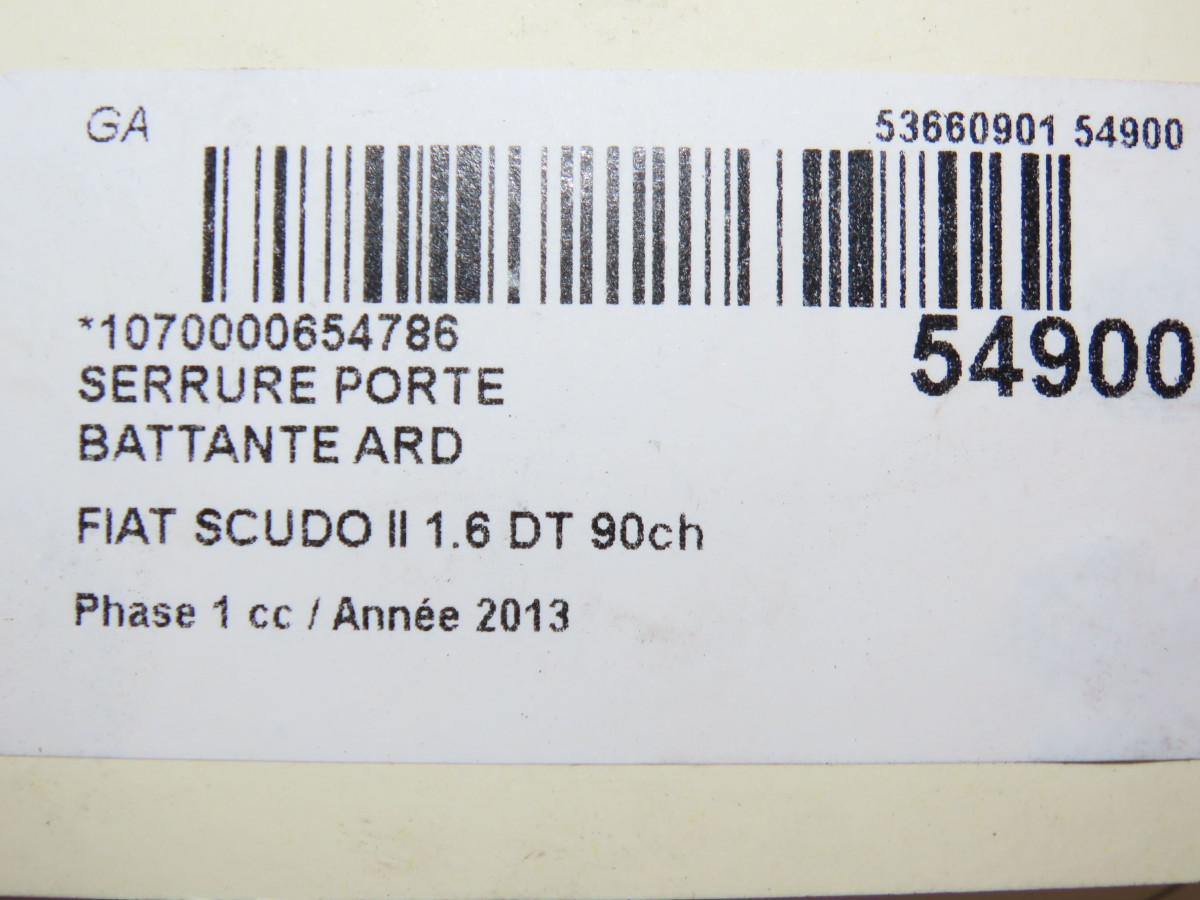 GA
53660901 54900
*1070000654786
54900
SERRURE PORTE
BATTANTE ARD
FIAT SCUDO II 1.6 DT 90ch
Phase 1 cc / Année 2013